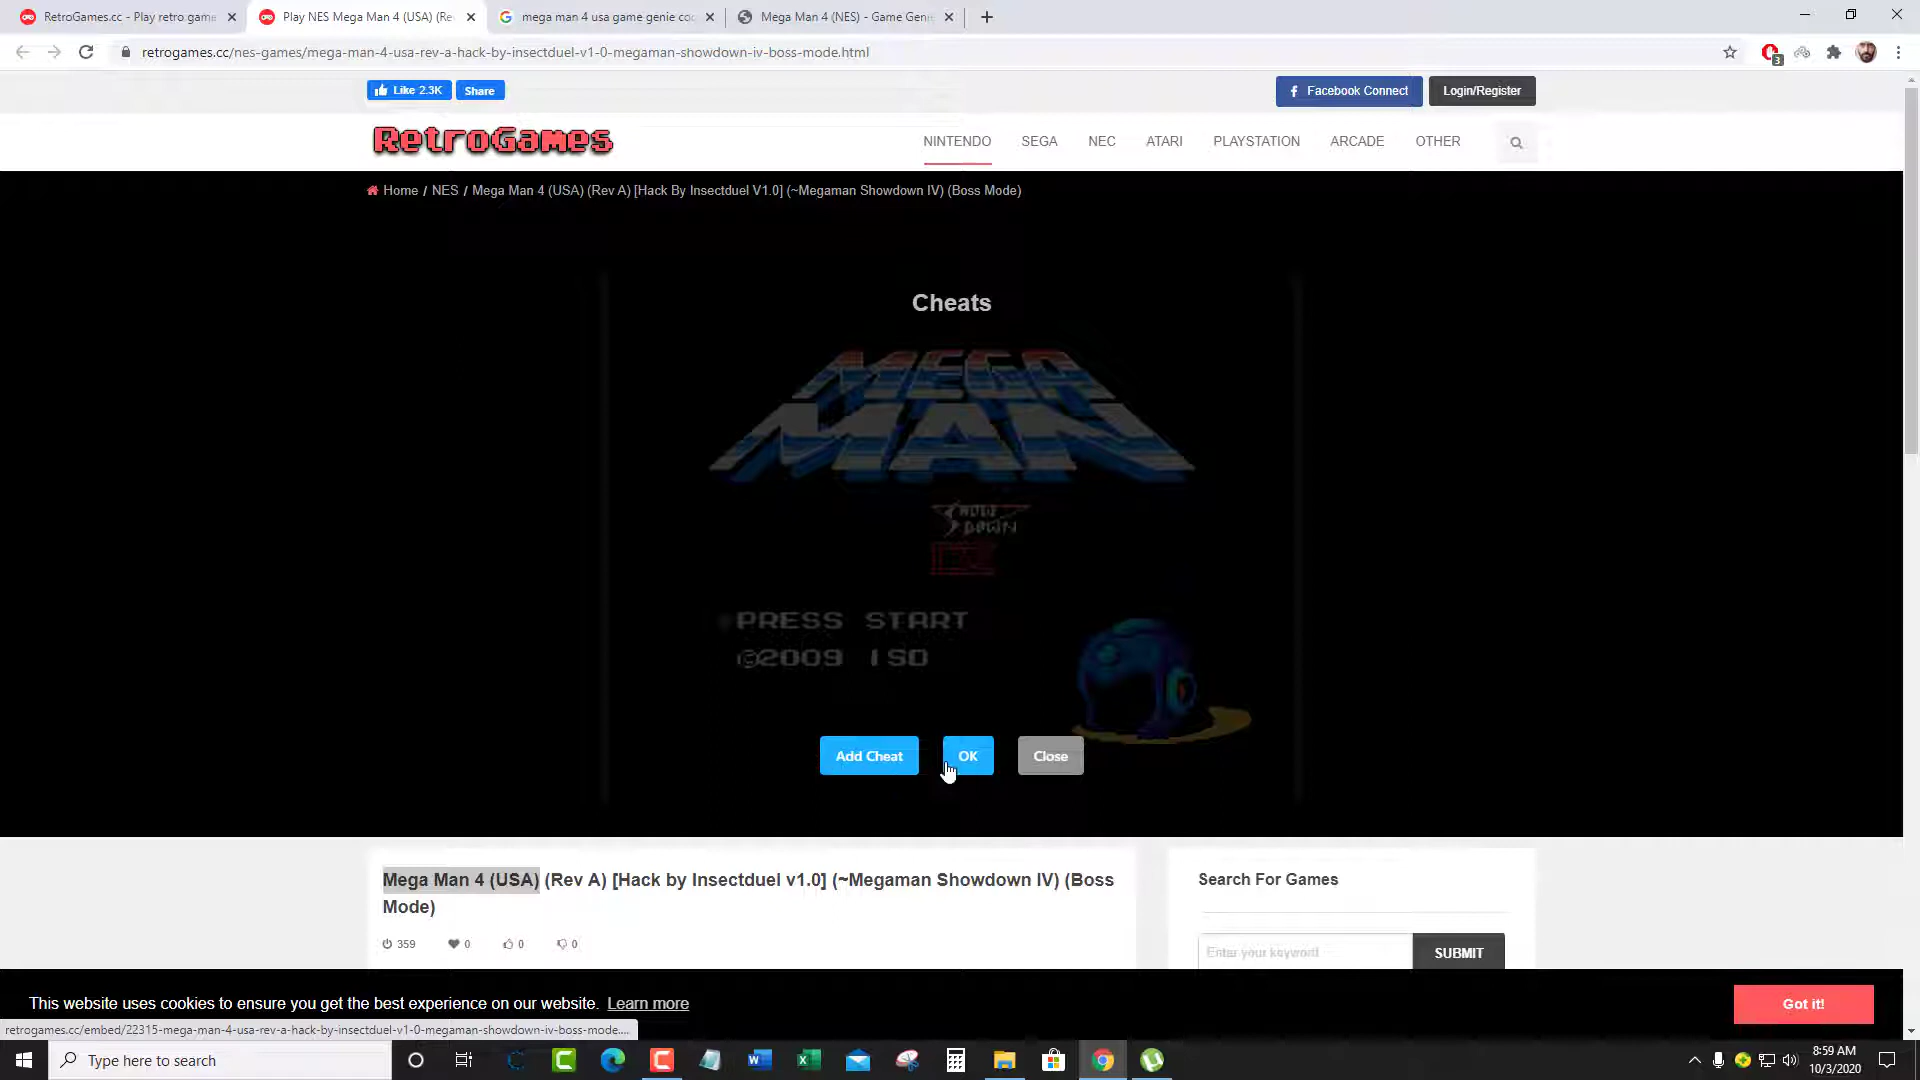 RetroGames.cc - Play retro game
Play NES Mega Man 4 (USA) (Re
mega man 4 usa game genie co
Mega Man 4 (NES) - Game Geni
retrogames.cc/nes-games/mega-man-4-usa-rev-a-hack-by-insectduel-v1-0-megaman-showdown-iv-boss-mode.html
3
Like 2.3K
Share
Facebook Connect
Login/Register
RetroGames
NINTENDO
SEGA
NEC
ATARI
PLAYSTATION
ARCADE
OTHER
Home / NES / Mega Man 4 (USA) (Rev A) [Hack By Insectduel V1.0] (~Megaman Showdown IV) (Boss Mode)
Cheats
MEGA
MAN
PRESS START
©2009 ISD
Add Cheat
OK
Close
Mega Man 4 (USA) (Rev A) [Hack by Insectduel v1.0] (~Megaman Showdown IV) (Boss
Mode)
359
0
0
0
Search For Games
Enter your keyword
SUBMIT
This website uses cookies to ensure you get the best experience on our website. Learn more
Got it!
retrogames.cc/embed/22315-mega-man-4-usa-rev-a-hack-by-insectduel-v1-0-megaman-showdown-iv-boss-mode....
Type here to search
8:59 AM
10/3/2020